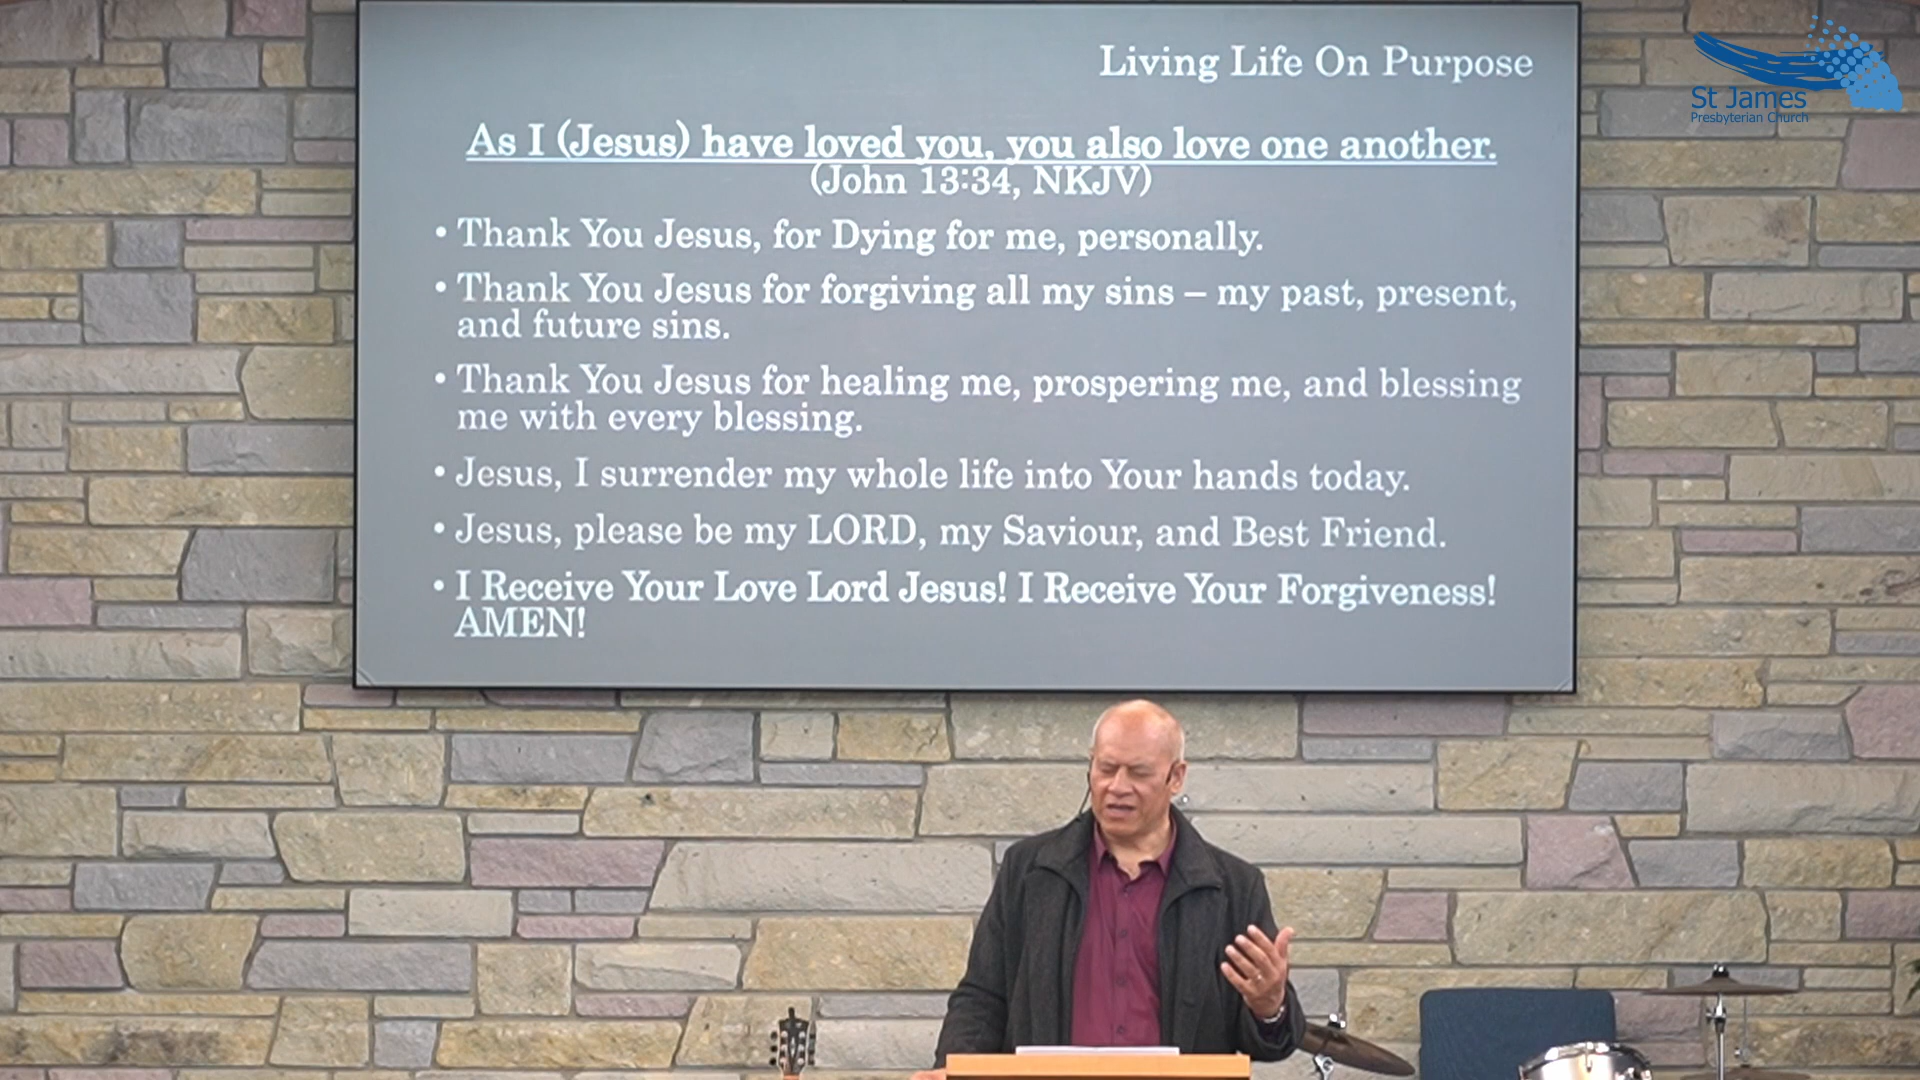 Living Life On Purpose
St James
Presbyterian Church
As I (Jesus) have loved you, you also love one another.
(John 13:34, NKJV)
• Thank You Jesus, for Dying for me, personally.
• Thank You Jesus for forgiving all my sins – my past, present,
and future sins.
• Thank You Jesus for healing me, prospering me, and blessing
me with every blessing.
• Jesus, I surrender my whole life into Your hands today.
• Jesus, please be my LORD, my Saviour, and Best Friend.
• I Receive Your Love Lord Jesus! I Receive Your Forgiveness!
AMEN!